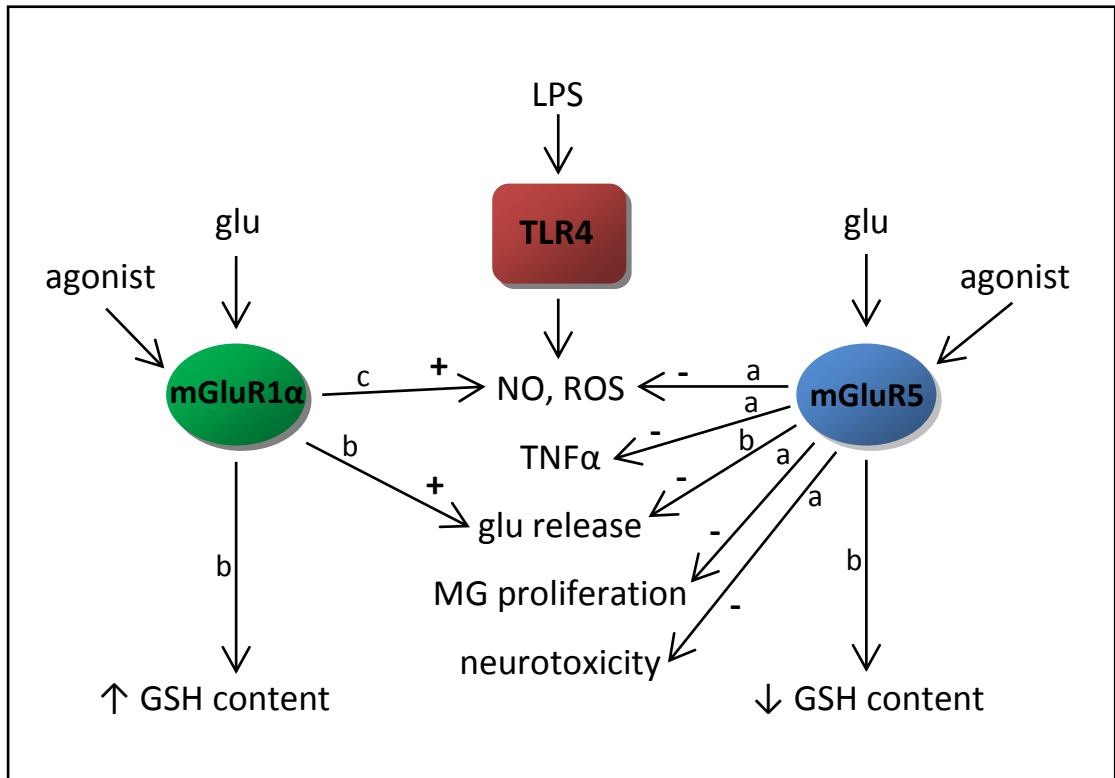 LPS
TLR4
glu
glu
agonist
agonist
mGluR1α
mGluR5
c
+
NO, ROS
-
a
a
-
TNFα
b
b
+
glu release
-
a
a
-
MG proliferation
-
neurotoxicity
b
b
↑ GSH content
↓ GSH content